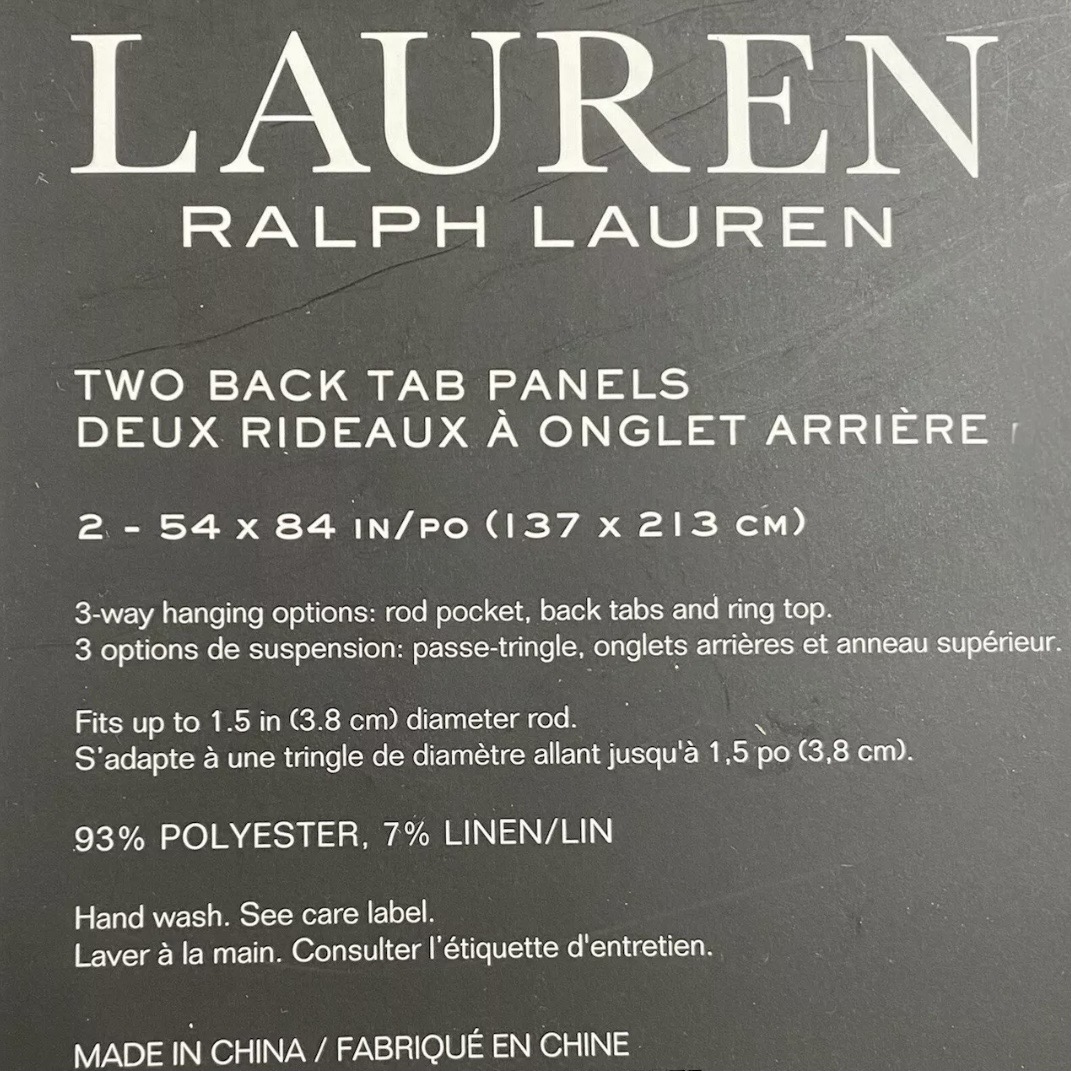 LAUREN
RALPH LAUREN
TWO BACK TAB PANELS
DEUX RIDEAUX À ONGLET ARRIÈRE
2 - 54 x 84 IN/PO (137 x 213 CM)
3-way hanging options: rod pocket, back tabs and ring top.
3 options de suspension: passe-tringle, onglets arrières et anneau supérieur.
Fits up to 1.5 in (3.8 cm) diameter rod.
S'adapte à une tringle de diamètre allant jusqu'à 1,5 po (3,8 cm).
93% POLYESTER, 7% LINEN/LIN
Hand wash. See care label.
Laver à la main. Consulter l'étiquette d'entretien.
MADE IN CHINA / FABRIQUÉ EN CHINE